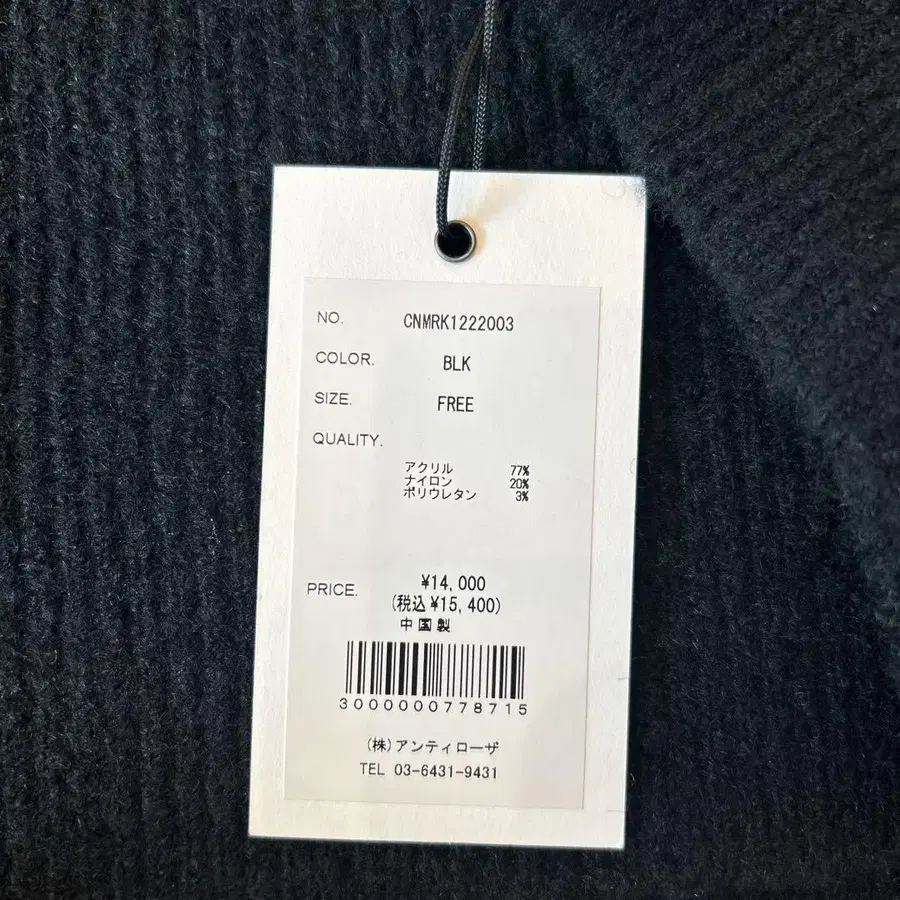 NO. CNMRK1222003
COLOR. BLK
SIZE. FREE
QUALITY.
アクリル 77%
ナイロン 20%
ポリウレタン 3%
PRICE. ¥14,000
(税込¥15,400)
中国製
3000000778715
(株)アンティローザ
TEL 03-6431-9431